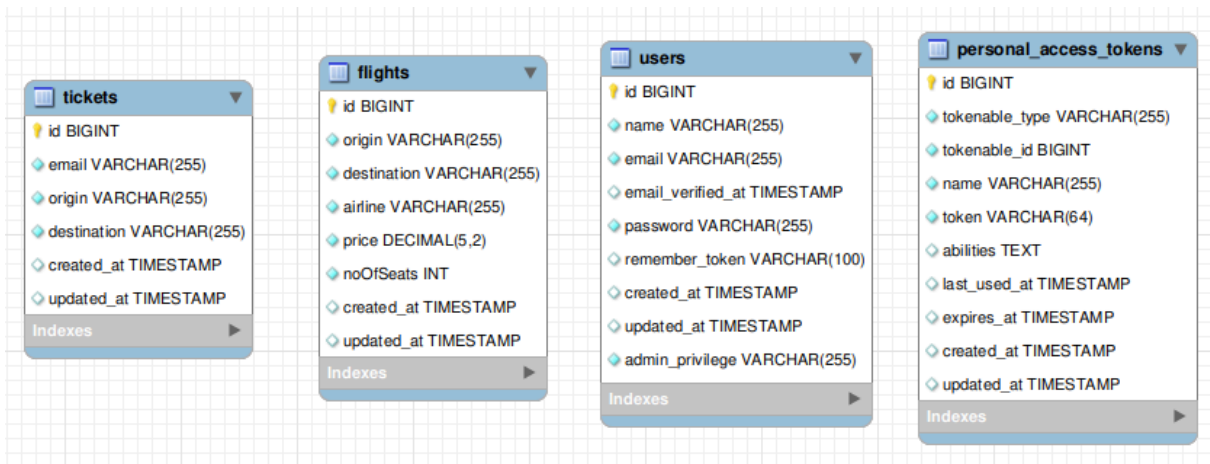 tickets
id BIGINT
email VARCHAR(255)
origin VARCHAR(255)
destination VARCHAR(255)
created_at TIMESTAMP
updated_at TIMESTAMP
Indexes
flights
id BIGINT
origin VARCHAR(255)
destination VARCHAR(255)
airline VARCHAR(255)
price DECIMAL(5,2)
noOfSeats INT
created_at TIMESTAMP
updated_at TIMESTAMP
Indexes
users
id BIGINT
name VARCHAR(255)
email VARCHAR(255)
email_verified_at TIMESTAMP
password VARCHAR(255)
remember_token VARCHAR(100)
created_at TIMESTAMP
updated_at TIMESTAMP
admin_privilege VARCHAR(255)
Indexes
personal_access_tokens
id BIGINT
tokenable_type VARCHAR(255)
tokenable_id BIGINT
name VARCHAR(255)
token VARCHAR(64)
abilities TEXT
last_used_at TIMESTAMP
expires_at TIMESTAMP
created_at TIMESTAMP
updated_at TIMESTAMP
Indexes